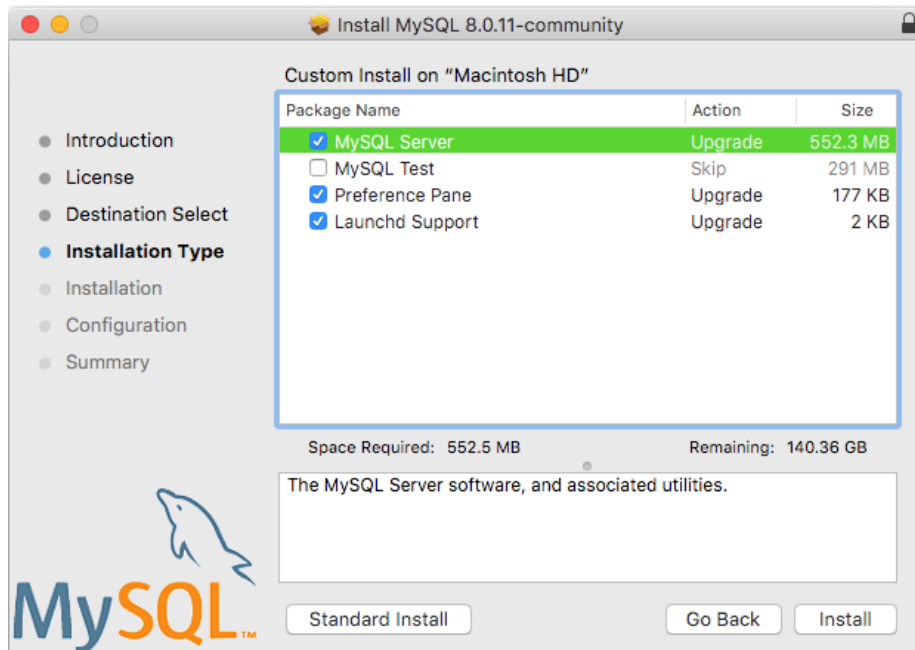 Install MySQL 8.0.11-community
Custom Install on “Macintosh HD”
Package Name Action Size
MySQL Server Upgrade 552.3 MB
MySQL Test Skip 291 MB
Preference Pane Upgrade 177 KB
Launchd Support Upgrade 2 KB
Introduction
License
Destination Select
Installation Type
Installation
Configuration
Summary
Space Required: 552.5 MB Remaining: 140.36 GB
The MySQL Server software, and associated utilities.
MySQL™
Standard Install Go Back Install